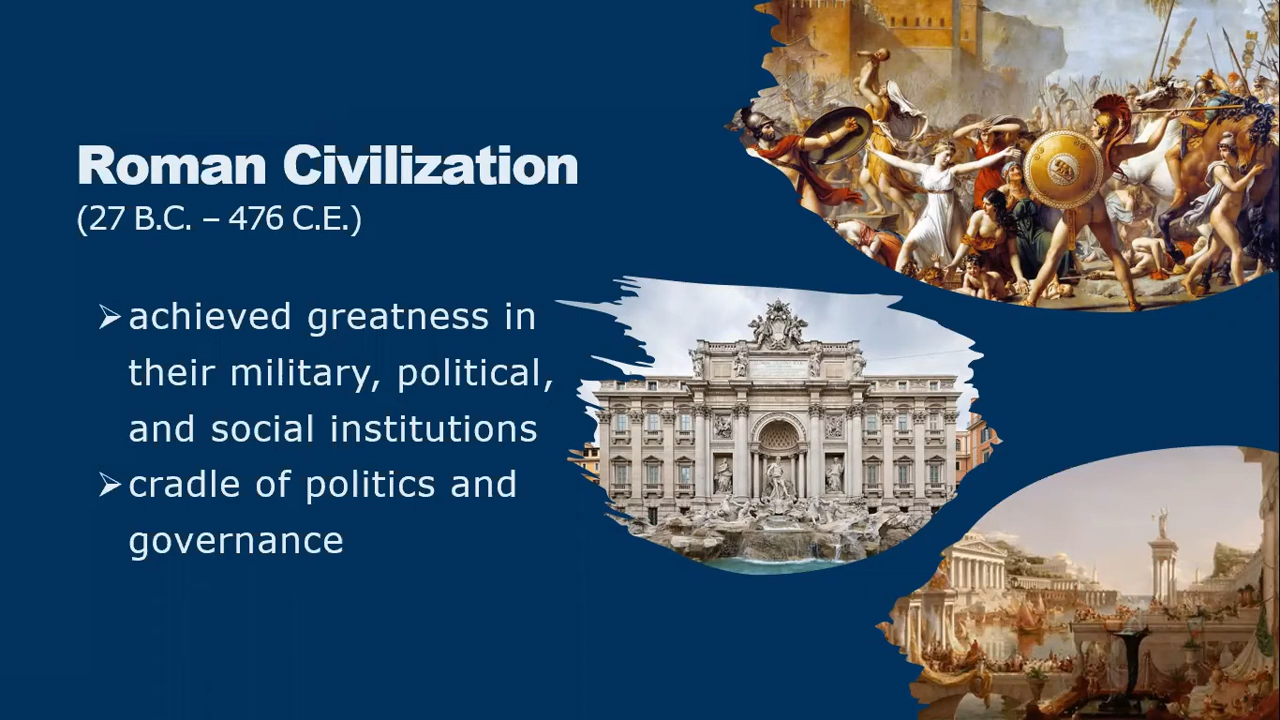 Roman Civilization
(27 B.C. – 476 C.E.)
➢achieved greatness in
their military, political,
and social institutions
➢cradle of politics and
governance